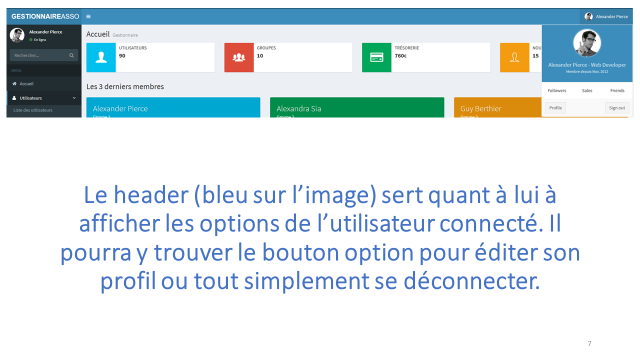 GESTIONNAIREASSO
Alexander Pierce
Alexander Pierce
En ligne
Rechercher...
Accueil
Utilisateurs
Liste des utilisateurs
Accueil Gestionnaire
UTILISATEURS
90
GROUPES
10
TRÉSORERIE
760€
NOU
15
Les 3 derniers membres
Alexander Pierce
Alexandra Sia
Guy Berthier
Alexander Pierce - Web Developer
Membre depuis Nov. 2012
Followers Sales Friends
Profile Sign out
Le header (bleu sur l’image) sert quant à lui à
afficher les options de l’utilisateur connecté. Il
pourra y trouver le bouton option pour éditer son
profil ou tout simplement se déconnecter.
7